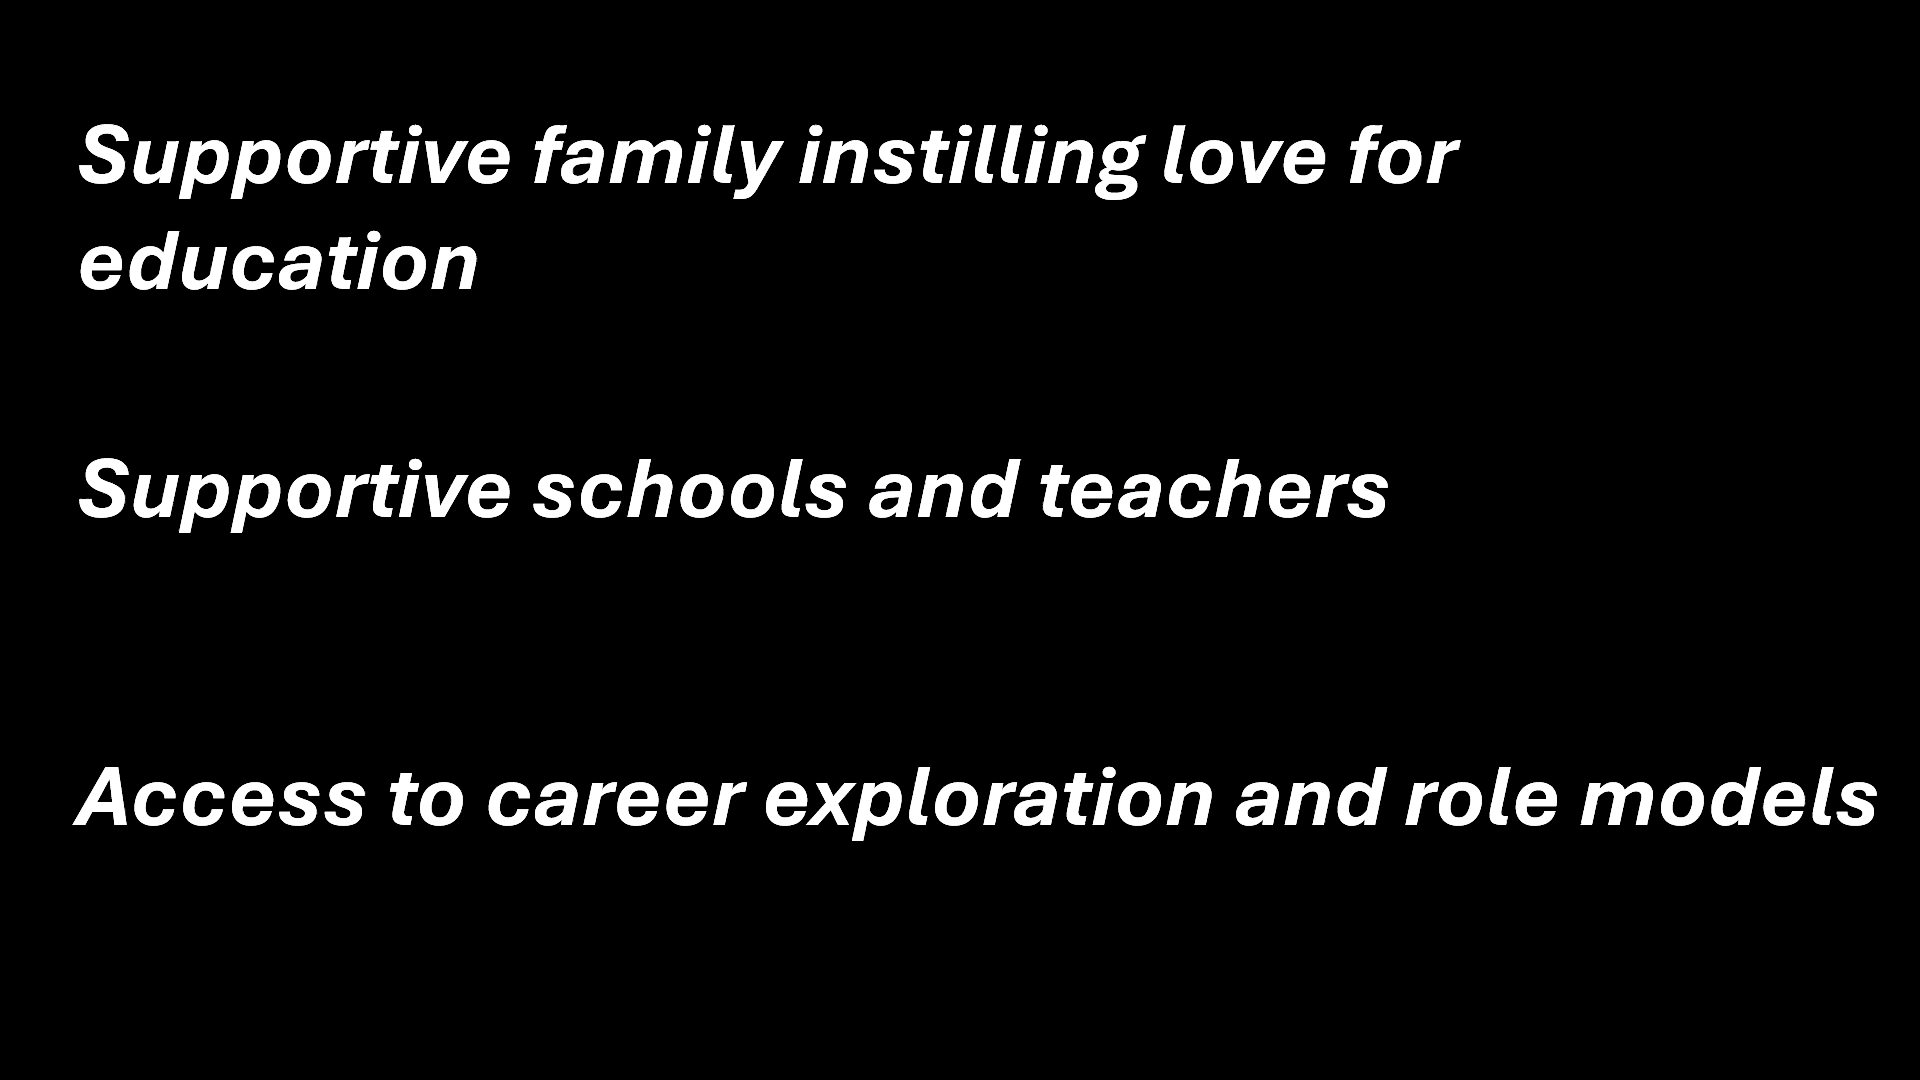 Supportive family instilling love for
education
Supportive schools and teachers
Access to career exploration and role models